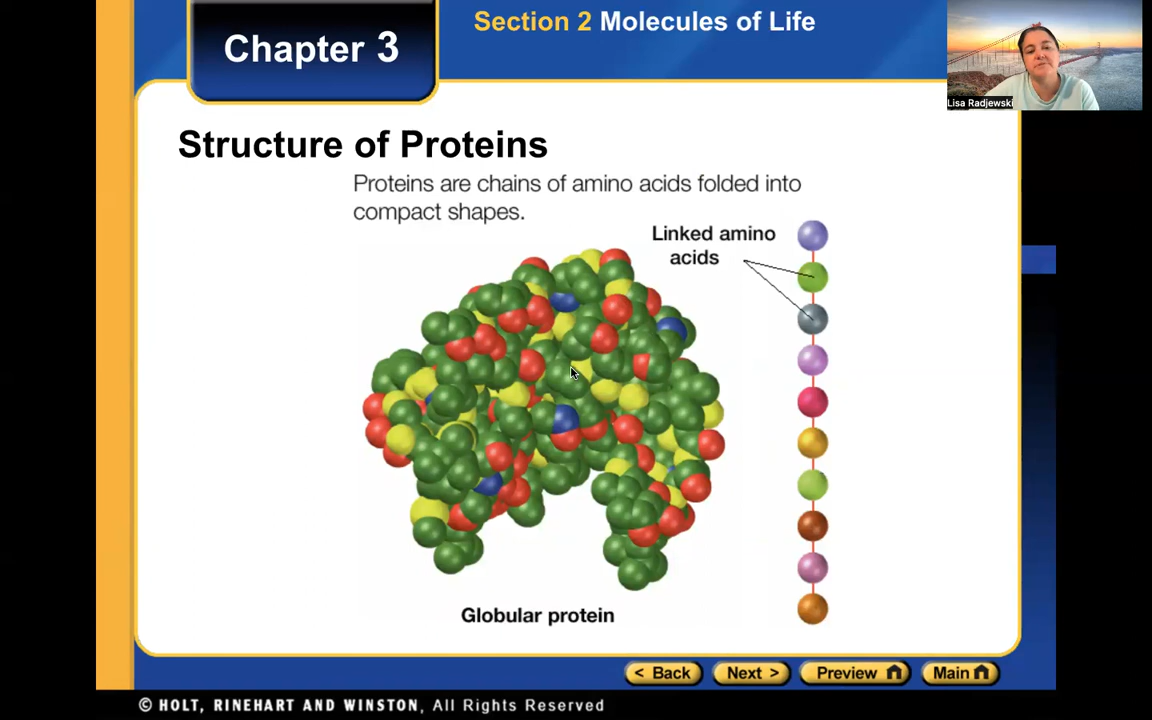 Chapter 3
Section 2 Molecules of Life
Lisa Radjewski
Structure of Proteins
Proteins are chains of amino acids folded into
compact shapes.
Linked amino
acids
Globular protein
< Back
Next >
Preview
Main
© HOLT, RINEHART AND WINSTON, All Rights Reserved